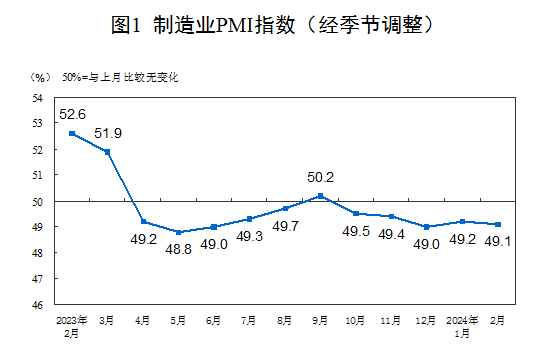 图1 制造业PMI指数（经季节调整）
（%） 50%=与上月比较无变化
54
53
52
51
50
49
48
47
46
52.6
51.9
49.2
48.8
49.0
49.3
49.7
50.2
49.5
49.4
49.0
49.2
49.1
2023年
2月
3月
4月
5月
6月
7月
8月
9月
10月
11月
12月
2024年
1月
2月